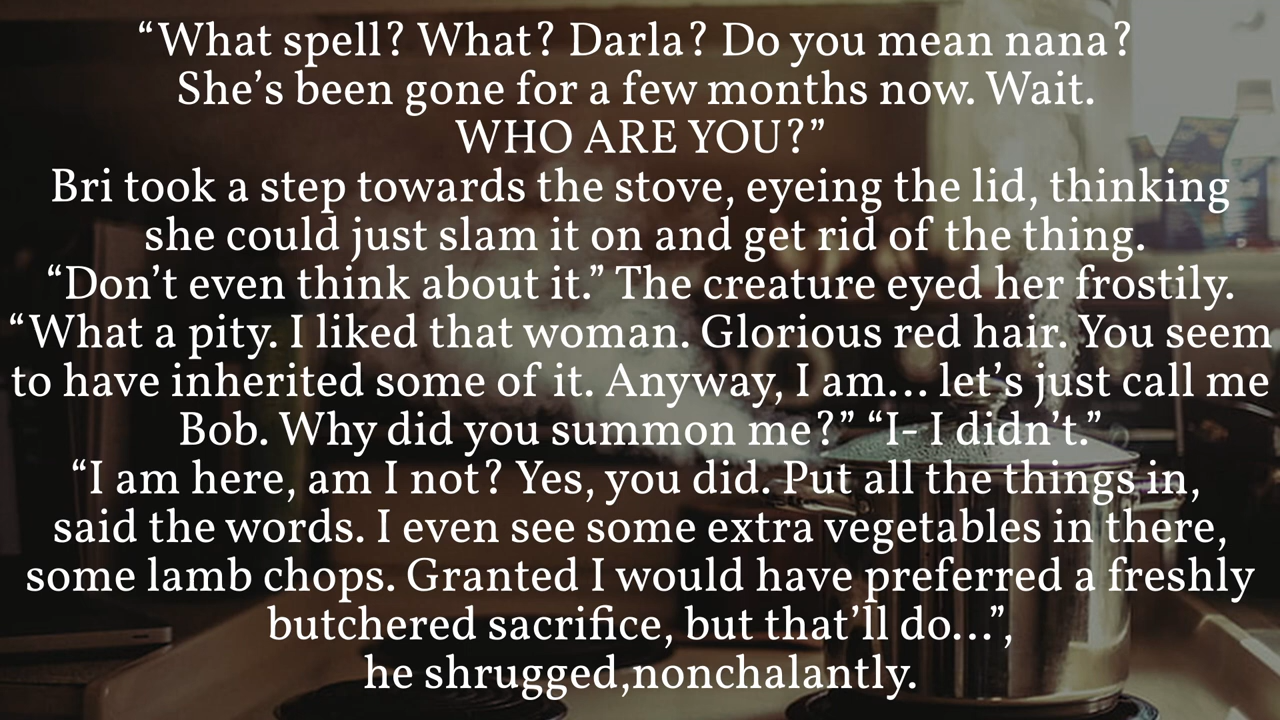 “What spell? What? Darla? Do you mean nana?
She’s been gone for a few months now. Wait.
WHO ARE YOU?”
Bri took a step towards the stove, eyeing the lid, thinking
she could just slam it on and get rid of the thing.
“Don’t even think about it.” The creature eyed her frostily.
“What a pity. I liked that woman. Glorious red hair. You seem
to have inherited some of it. Anyway, I am… let’s just call me
Bob. Why did you summon me?” “I- I didn’t.”
“I am here, am I not? Yes, you did. Put all the things in,
said the words. I even see some extra vegetables in there,
some lamb chops. Granted I would have preferred a freshly
butchered sacrifice, but that’ll do…”,
he shrugged,nonchalantly.